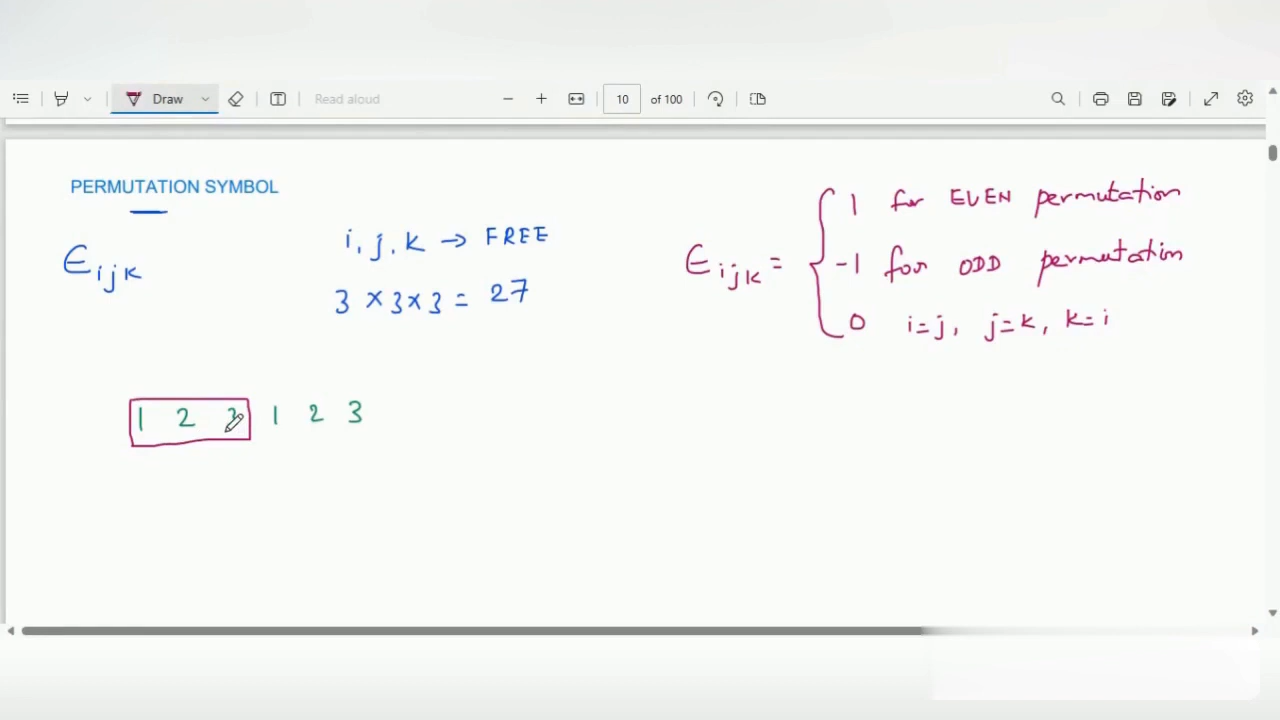 Draw Read aloud 10 of 100
PERMUTATION SYMBOL
ϵijk
i, j, k → FREE
3 × 3 × 3 = 27
ϵijk = { 1 for EVEN permutation
-1 for ODD permutation
0 i=j, j=k, k=i
1 2 3 1 2 3